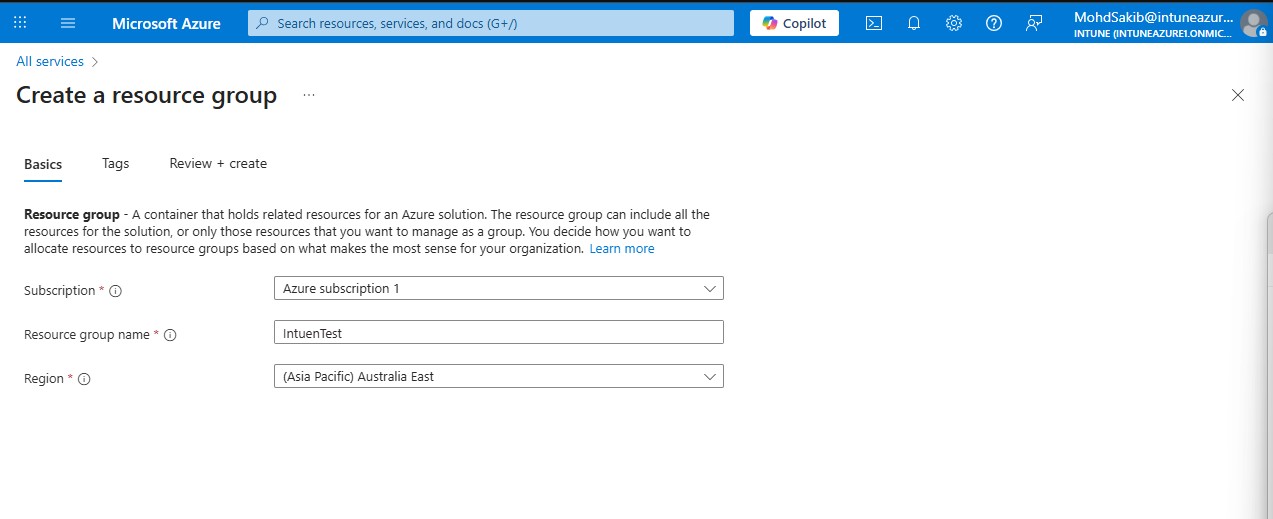 Microsoft Azure
Search resources, services, and docs (G+/)
Copilot
MohdSakib@intuneazur...
INTUNE (INTUNEAZURE1.ONMIC...
All services >
Create a resource group ...
Basics Tags Review + create
Resource group - A container that holds related resources for an Azure solution. The resource group can include all the
resources for the solution, or only those resources that you want to manage as a group. You decide how you want to
allocate resources to resource groups based on what makes the most sense for your organization. Learn more
Subscription * Azure subscription 1
Resource group name * IntuenTest
Region * (Asia Pacific) Australia East